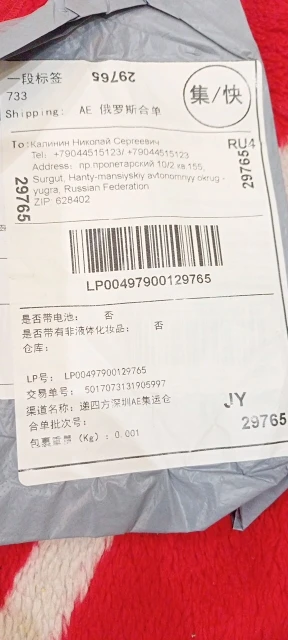 一段标签
29765
集/快
733
Shipping: AE 俄罗斯合单
To: Калинин Николай Сергеевич
RU4
Tel: +79044515123/ +79044515123
Address: пр.пролетарский 10/2 кв 155,
Surgut, Hanty-mansiyskiy avtonomnyy okrug -
yugra, Russian Federation
ZIP: 628402
29765
29765
LP00497900129765
是否带电池: 否
是否带有非液体化妆品: 否
仓库:
LP号: LP00497900129765
交易单号: 5017073131905997
渠道名称: 递四方深圳AE集运仓
合单批次号:
包裹重量 (Kg): 0.001
JY
29765